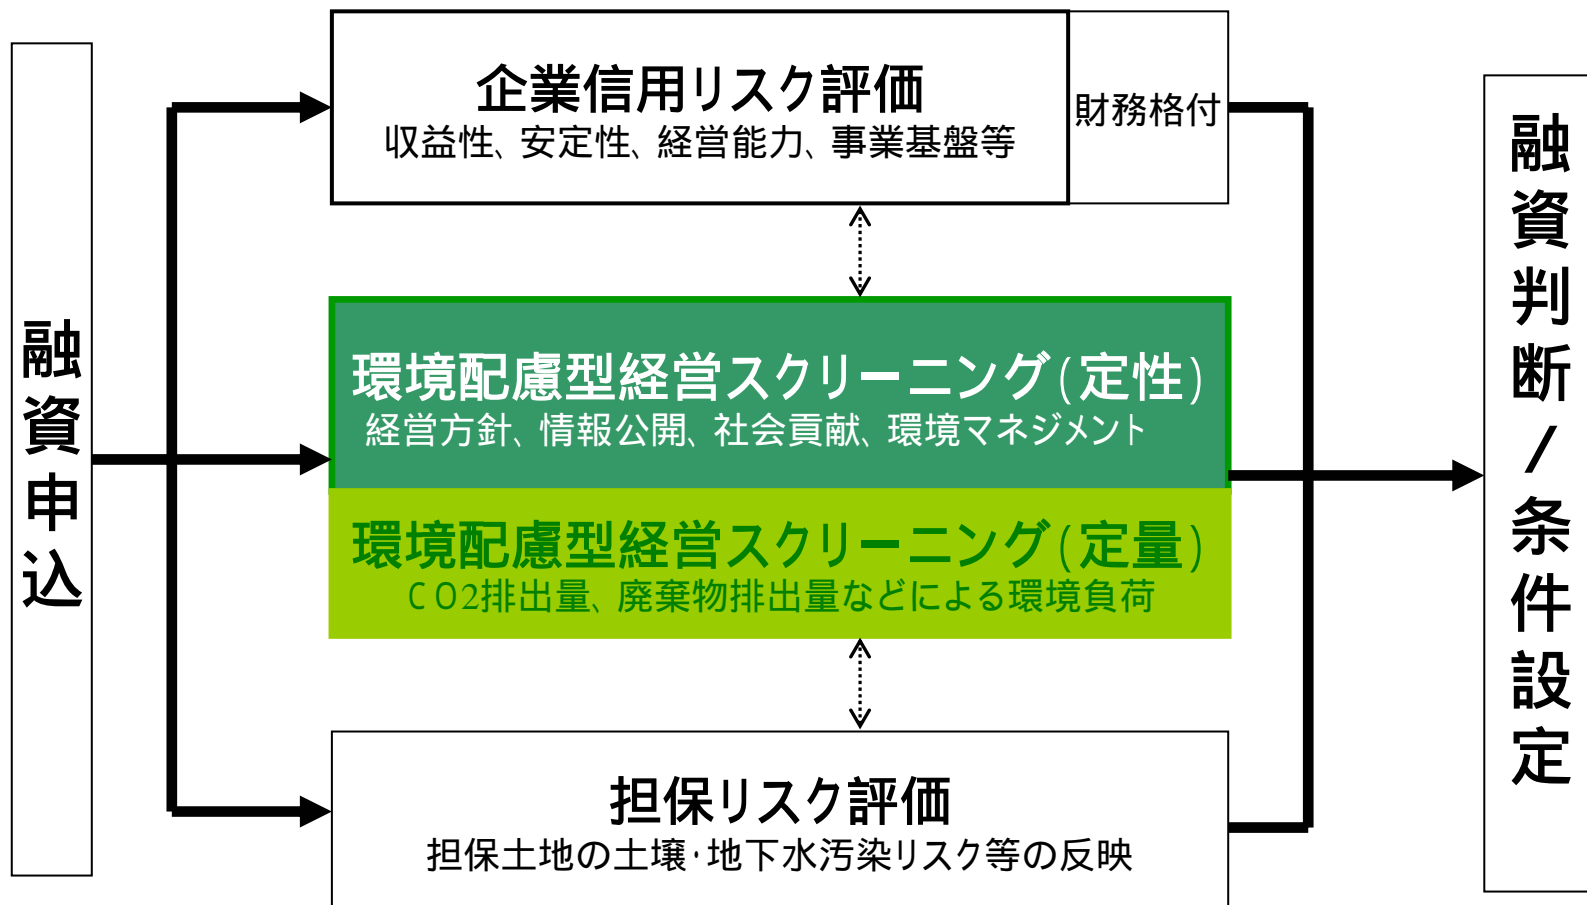 融資申込
企業信用リスク評価
収益性、安定性、経営能力、事業基盤等
財務格付
環境配慮型経営スクリーニング(定性)
経営方針、情報公開、社会貢献、環境マネジメント
環境配慮型経営スクリーニング(定量)
CO2排出量、廃棄物排出量などによる環境負荷
担保リスク評価
担保土地の土壌・地下水汚染リスク等の反映
融資判断/条件設定